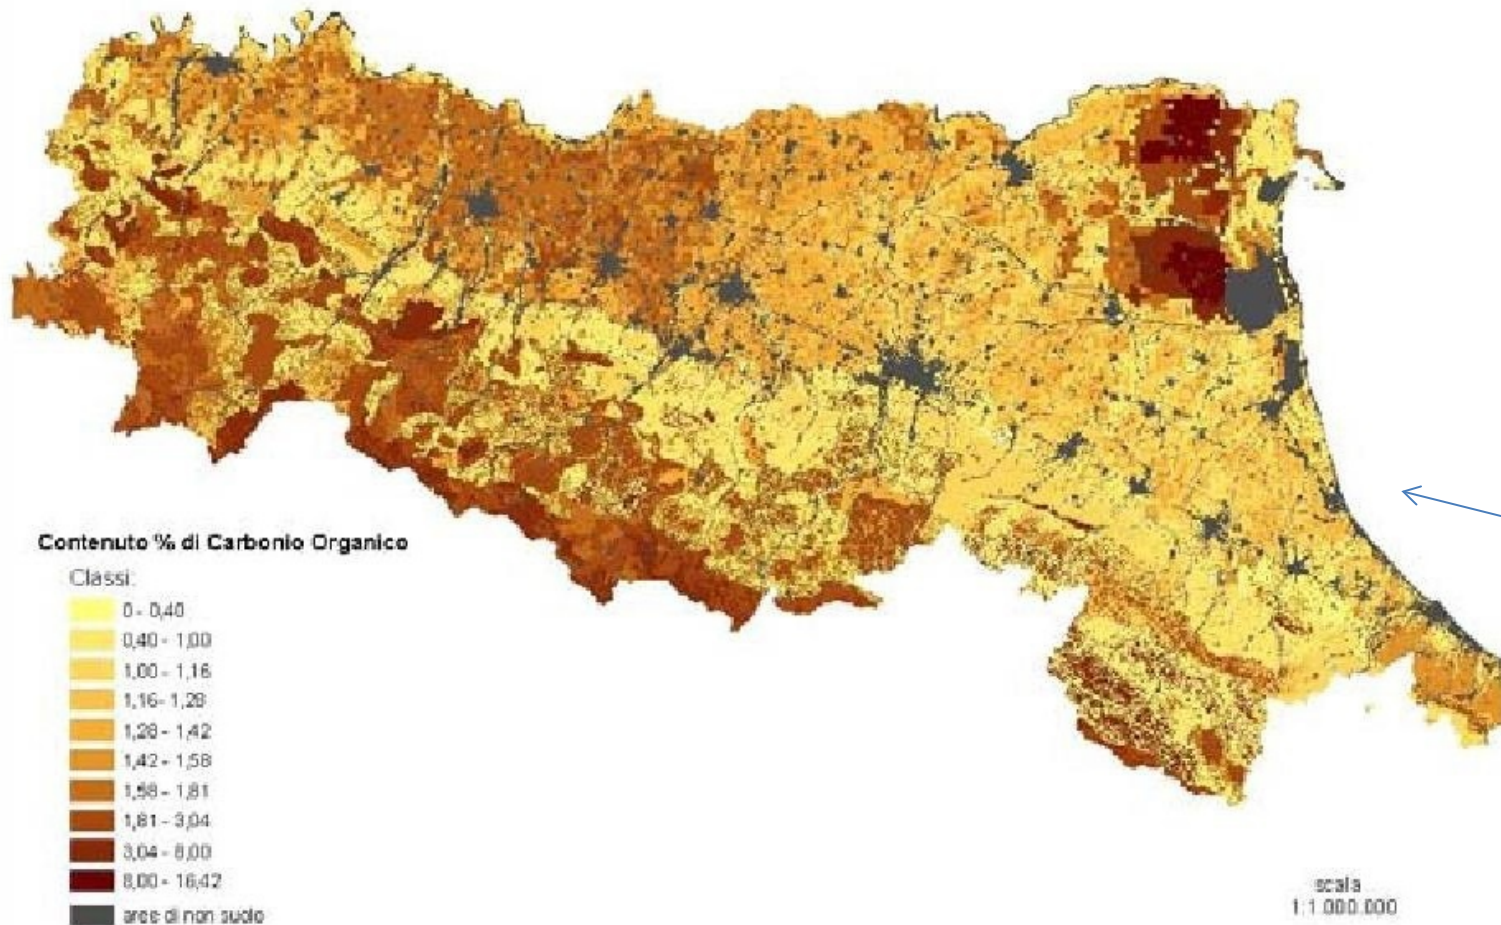 Contenuto % di Carbonio Organico
Classi:
0 - 0,40
0,40 - 1,00
1,00 - 1,16
1,16- 1,28
1,28 - 1,42
1,42 - 1,58
1,58 - 1,81
1,81 - 3,04
3,04 - 8,00
8,00 - 16,42
aree di non suolo
scala
1:1.000.000